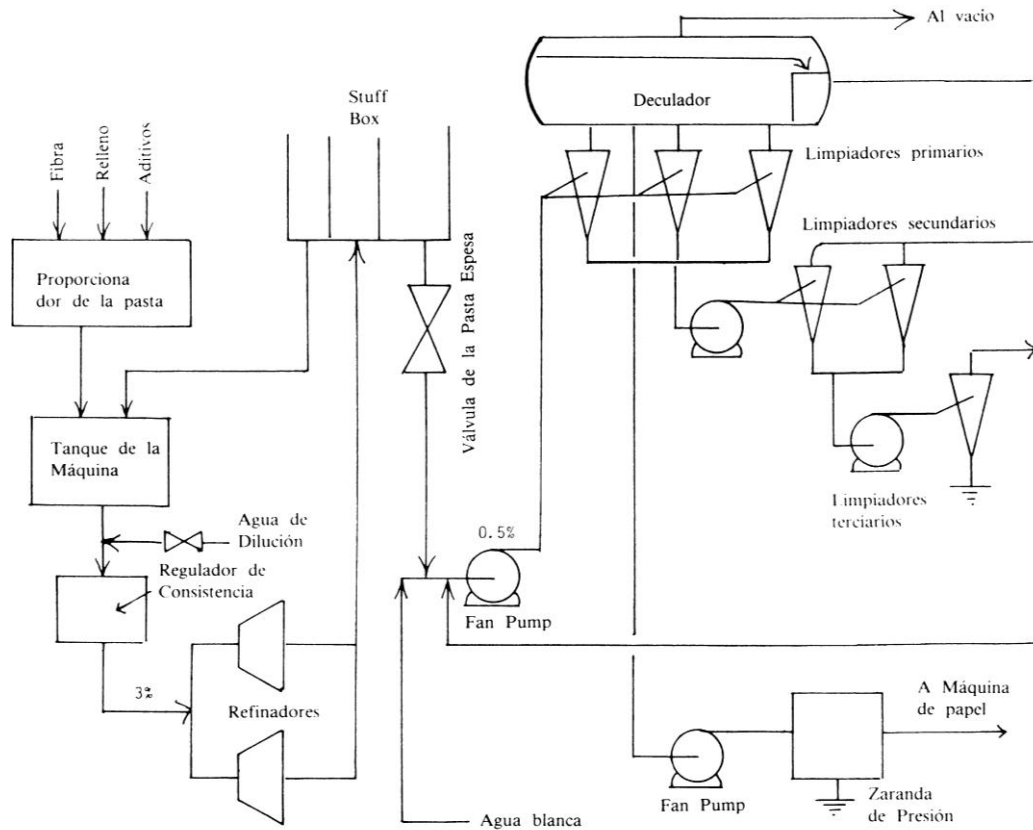 Al vacío
Deculador
Stuff
Box
Fibra
Relleno
Aditivos
Limpiadores primarios
Limpiadores secundarios
Proporciona
dor de la pasta
Válvula de la Pasta Espesa
Tanque de la
Máquina
Limpiadores
terciarios
Agua de
Dilución
0.5%
Regulador de
Consistencia
Fan Pump
3%
Refinadores
A Máquina
de papel
Fan Pump
Zaranda
de Presión
Agua blanca